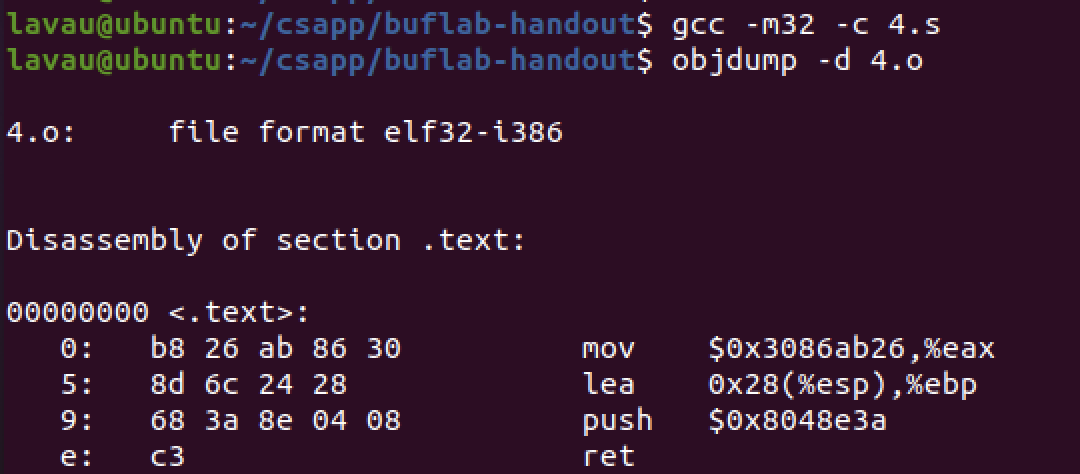 lavau@ubuntu:~/csapp/buflab-handout$ gcc -m32 -c 4.s
lavau@ubuntu:~/csapp/buflab-handout$ objdump -d 4.o
4.o:     file format elf32-i386
Disassembly of section .text:
00000000 <.text>:
   0:   b8 26 ab 86 30          mov    $0x3086ab26,%eax
   5:   8d 6c 24 28             lea    0x28(%esp),%ebp
   9:   68 3a 8e 04 08          push   $0x8048e3a
   e:   c3                      ret